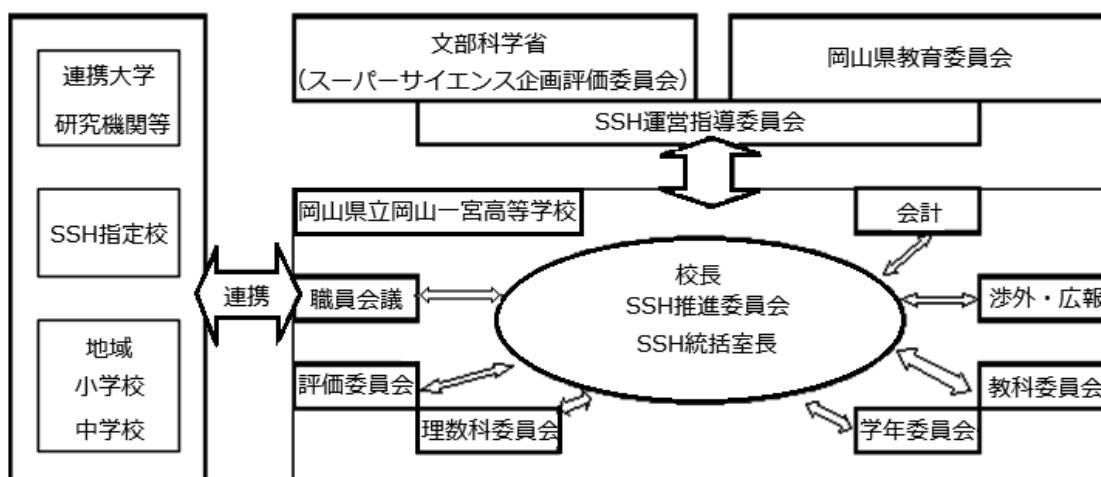 連携大学
研究機関等
SSH指定校
地域
小学校
中学校
連携
文部科学省
（スーパーサイエンス企画評価委員会）
岡山県教育委員会
SSH運営指導委員会
岡山県立岡山一宮高等学校
会計
職員会議
校長
SSH推進委員会
SSH統括室長
渉外・広報
評価委員会
教科委員会
理数科委員会
学年委員会